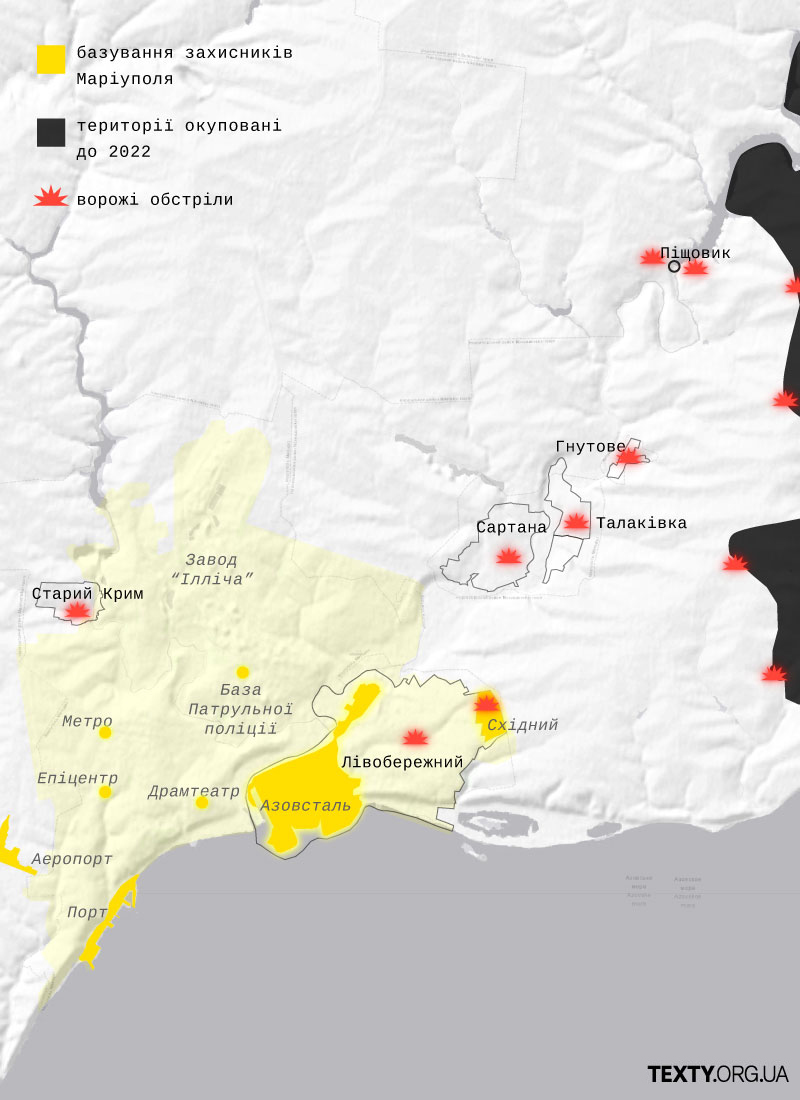 базування захисників
Маріуполя
території окуповані
до 2022
ворожі обстріли
Піщовик
Гнутове
Сартана
Талаківка
Завод
“Ілліча”
Старий Крим
База
Патрульної
поліції
Метро
Східний
Лівобережний
Епіцентр
Драмтеатр
Азовсталь
Аеропорт
Порт
TEXTY.ORG.UA